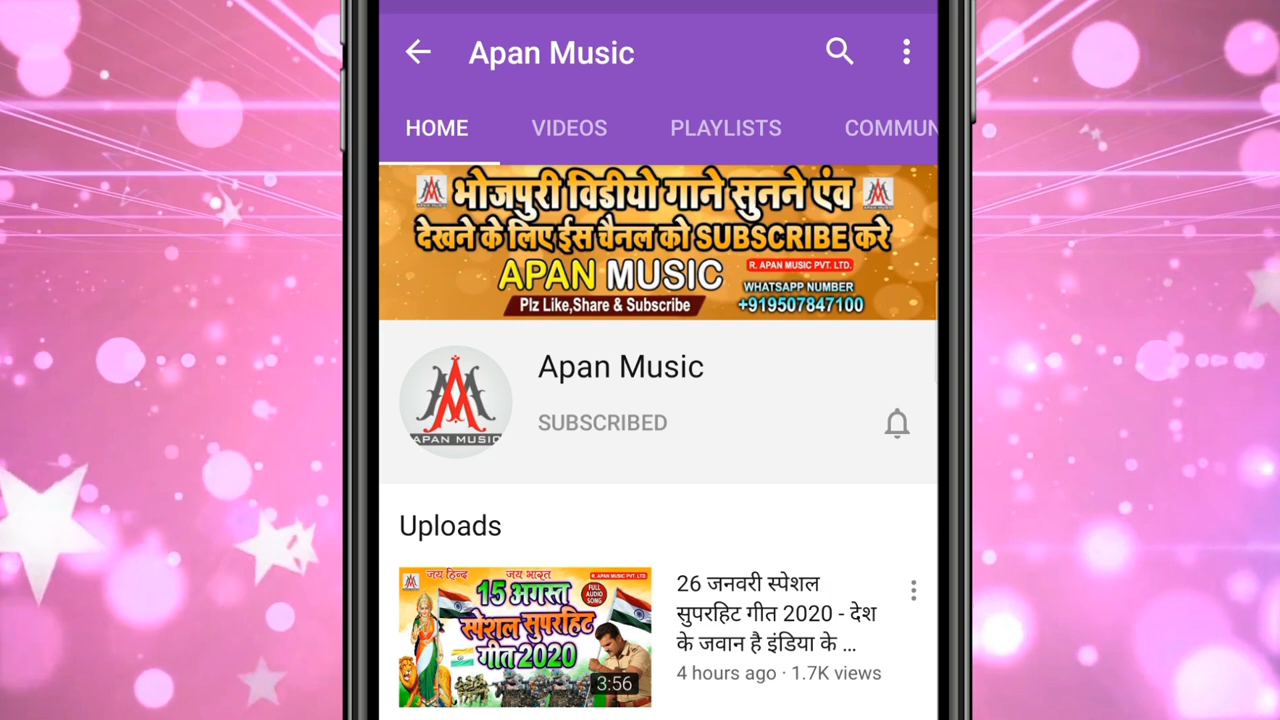 Apan Music
HOME VIDEOS PLAYLISTS COMMUN
भोजपुरी विडीयो गाने सुनने एंव
देखने के लिए ईस चैनल को SUBSCRIBE करे
APAN MUSIC
R. APAN MUSIC PVT. LTD.
WHATSAPP NUMBER
Plz Like,Share & Subscribe
+919507847100
Apan Music
SUBSCRIBED
APAN MUSIC
Uploads
जय हिन्द जय भारत
R. APAN MUSIC PVT. LTD
15 अगस्त
FULL AUDIO SONG
स्पेशल सुपरहिट
गीत 2020
3:56
26 जनवरी स्पेशल
सुपरहिट गीत 2020 - देश
के जवान है इंडिया के ...
4 hours ago · 1.7K views